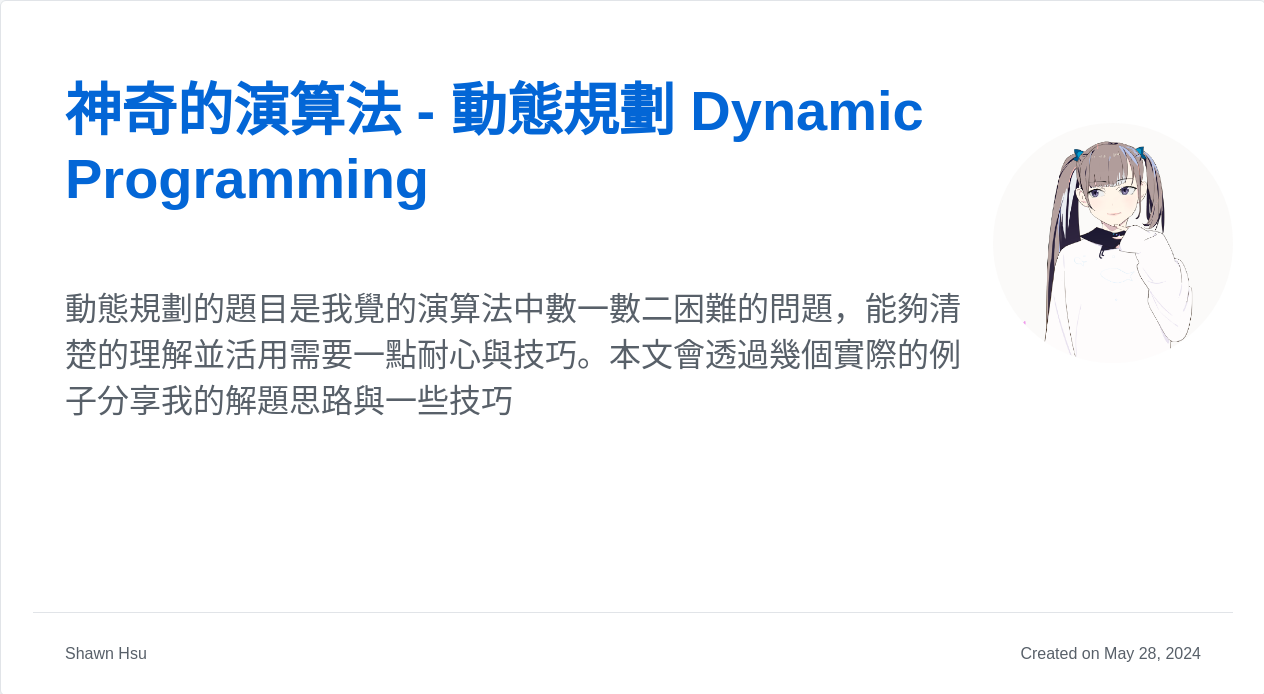 神奇的演算法 - 動態規劃 Dynamic
Programming
動態規劃的題目是我覺的演算法中數一數二困難的問題，能夠清
楚的理解並活用需要一點耐心與技巧。本文會透過幾個實際的例
子分享我的解題思路與一些技巧
Shawn Hsu
Created on May 28, 2024